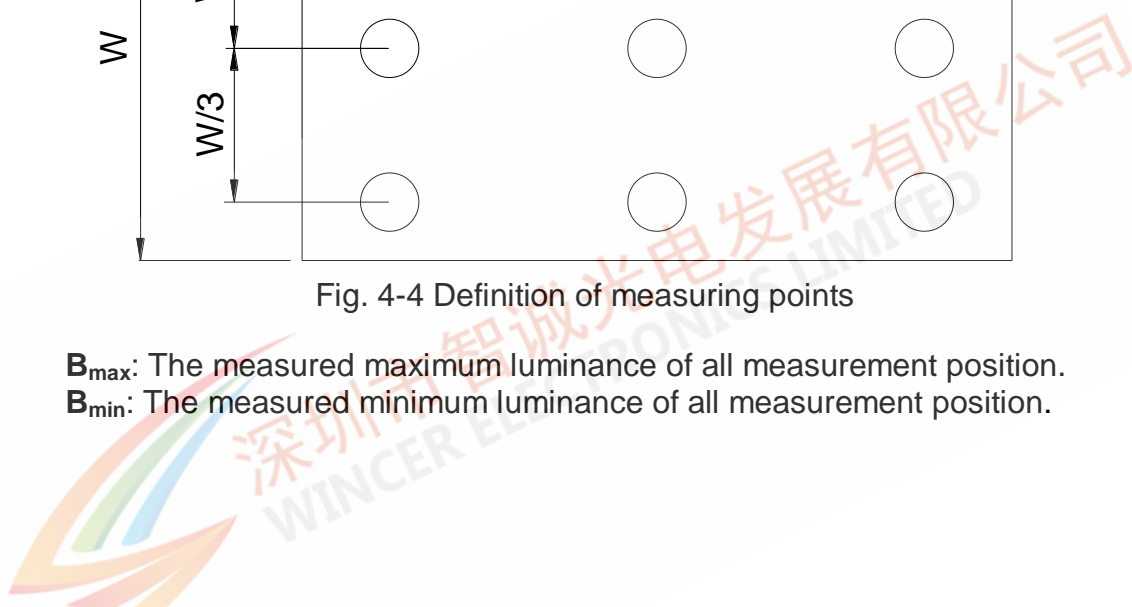 W
W/3
Fig. 4-4 Definition of measuring points
Bmax: The measured maximum luminance of all measurement position.
Bmin: The measured minimum luminance of all measurement position.
深圳市智诚光电发展有限公司
WINCER ELECTRONICS LIMITED